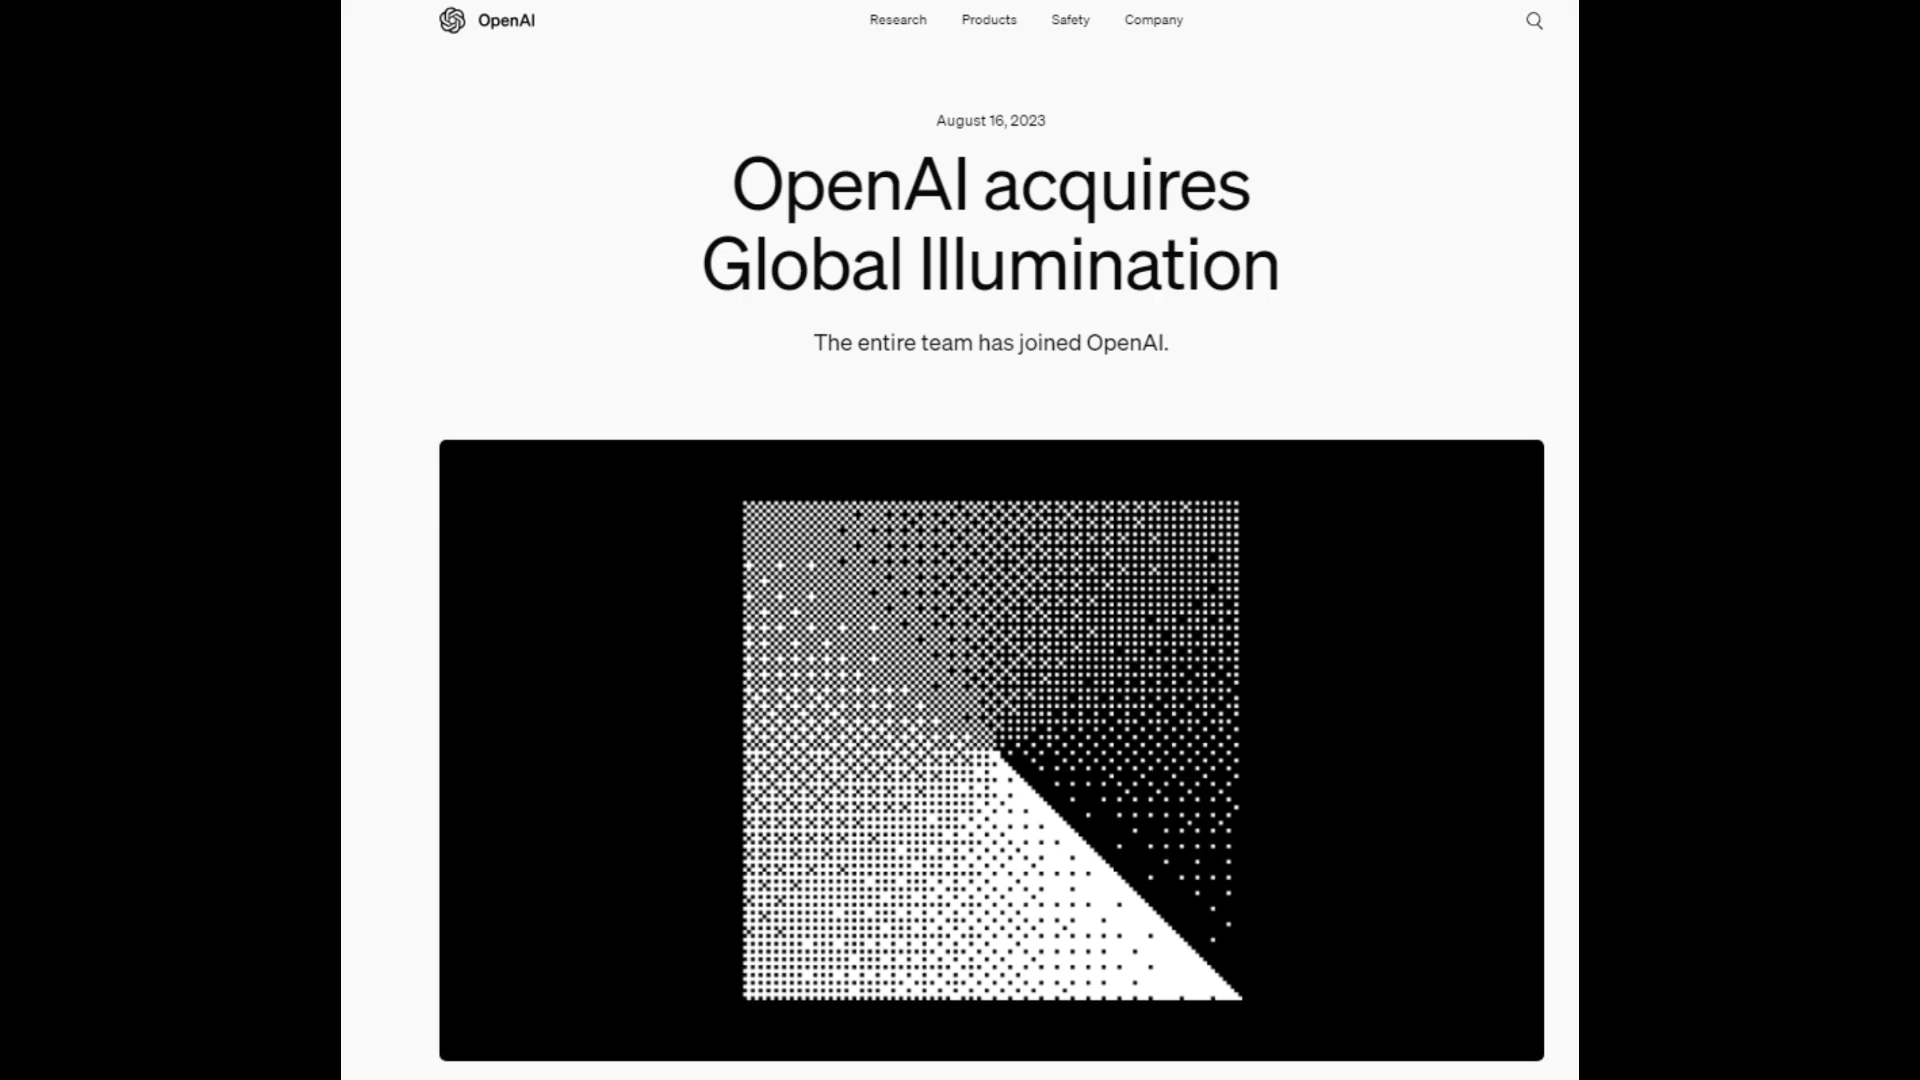 OpenAI
Research Products Safety Company
August 16, 2023
OpenAI acquires
Global Illumination
The entire team has joined OpenAI.